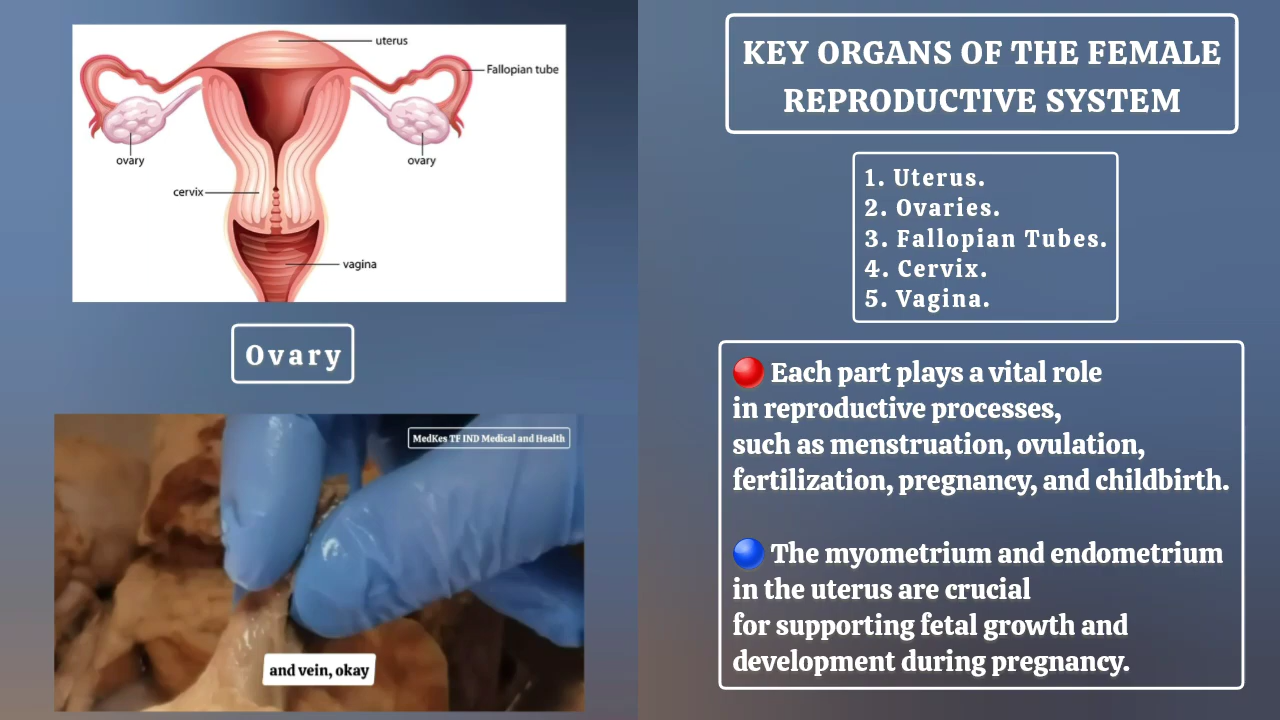 uterus
Fallopian tube
ovary
ovary
cervix
vagina
Ovary
MedKes TF IND Medical and Health
and vein, okay
KEY ORGANS OF THE FEMALE
REPRODUCTIVE SYSTEM
1. Uterus.
2. Ovaries.
3. Fallopian Tubes.
4. Cervix.
5. Vagina.
Each part plays a vital role
in reproductive processes,
such as menstruation, ovulation,
fertilization, pregnancy, and childbirth.
The myometrium and endometrium
in the uterus are crucial
for supporting fetal growth and
development during pregnancy.